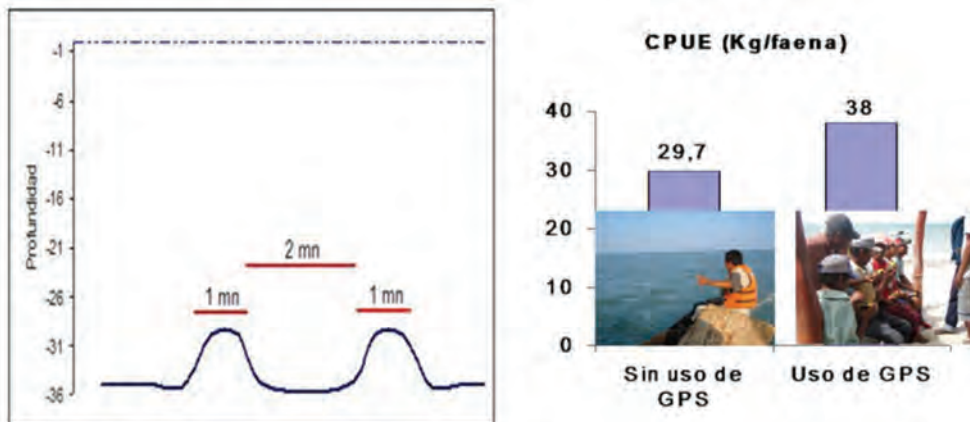 -1
-6
-11
-16
-21
-26
-31
-36
Profundidad
2 mn
1 mn
1 mn
CPUE (Kg/faena)
40
30
20
10
0
29,7
38
Sin uso de
GPS
Uso de GPS